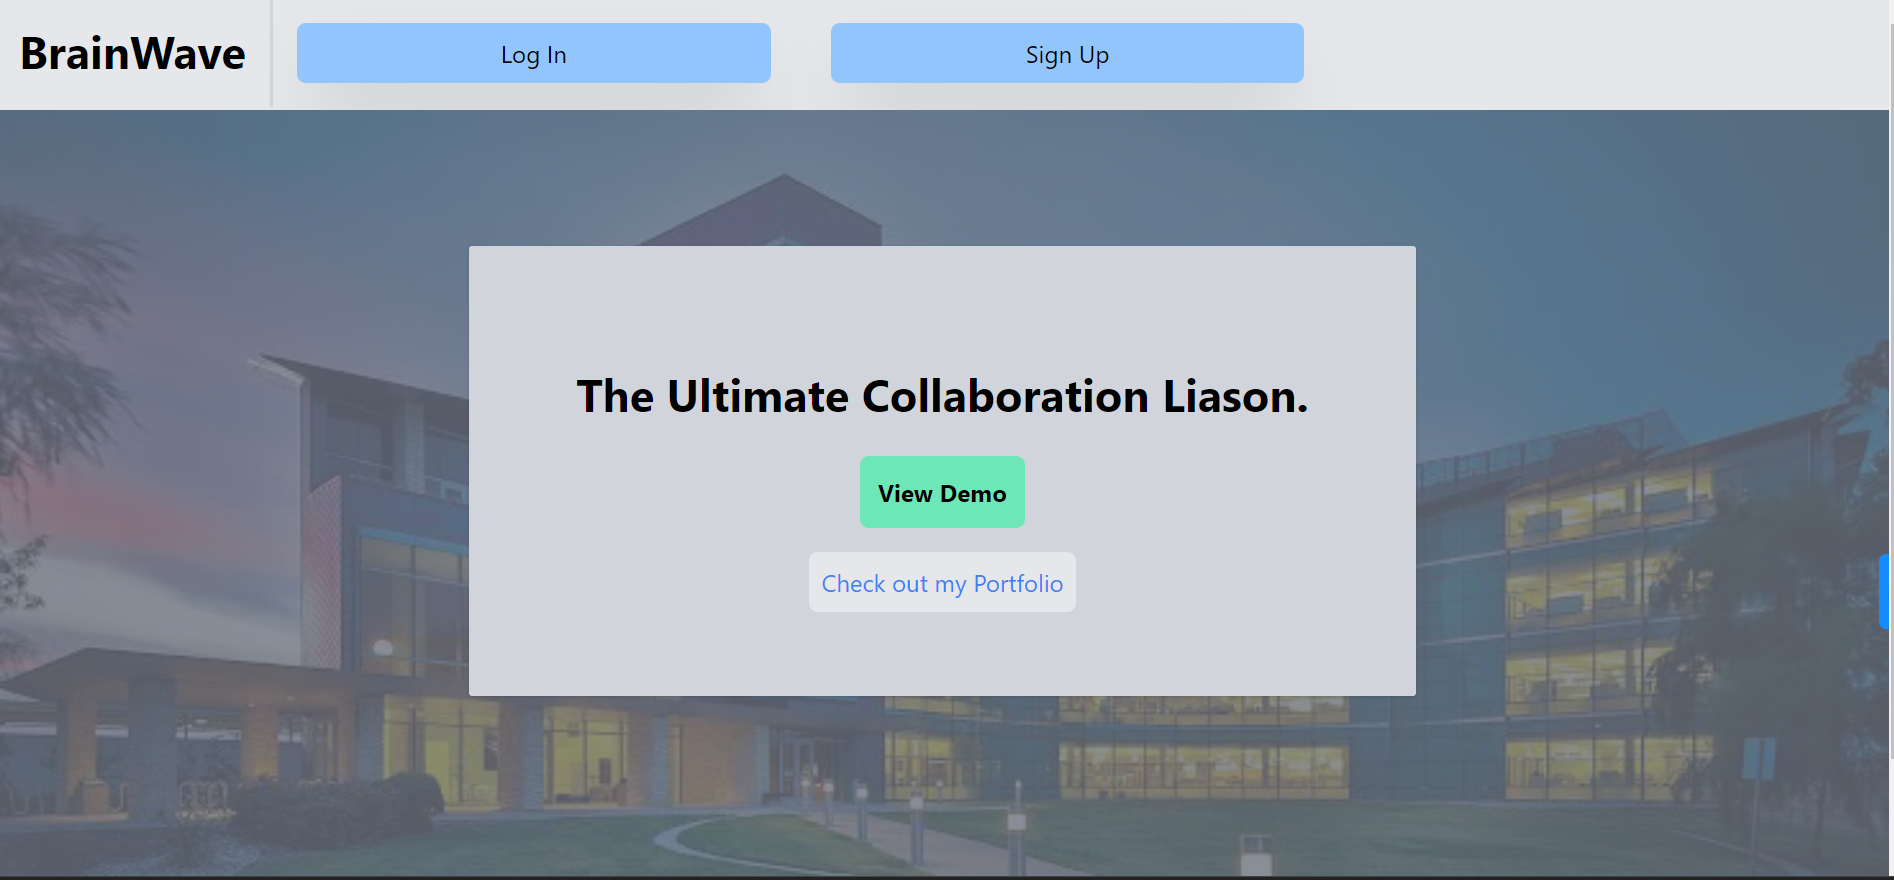 BrainWave
Log In
Sign Up
The Ultimate Collaboration Liason.
View Demo
Check out my Portfolio